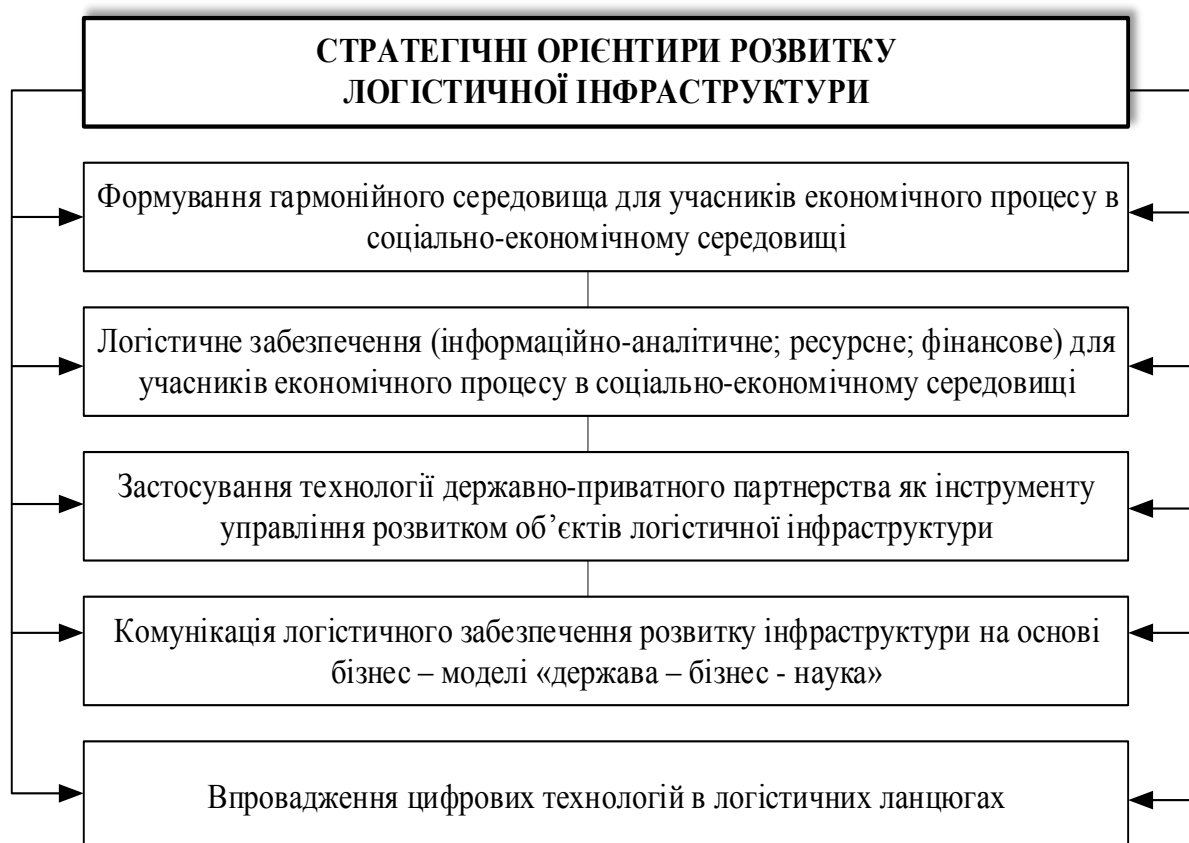 СТРАТЕГІЧНІ ОРІЄНТИРИ РОЗВИТКУ
ЛОГІСТИЧНОЇ ІНФРАСТРУКТУРИ
Формування гармонійного середовища для учасників економічного процесу в
соціально-економічному середовищі
Логістичне забезпечення (інформаційно-аналітичне; ресурсне; фінансове) для
учасників економічного процесу в соціально-економічному середовищі
Застосування технології державно-приватного партнерства як інструменту
управління розвитком об’єктів логістичної інфраструктури
Комунікація логістичного забезпечення розвитку інфраструктури на основі
бізнес – моделі «держава – бізнес - наука»
Впровадження цифрових технологій в логістичних ланцюгах